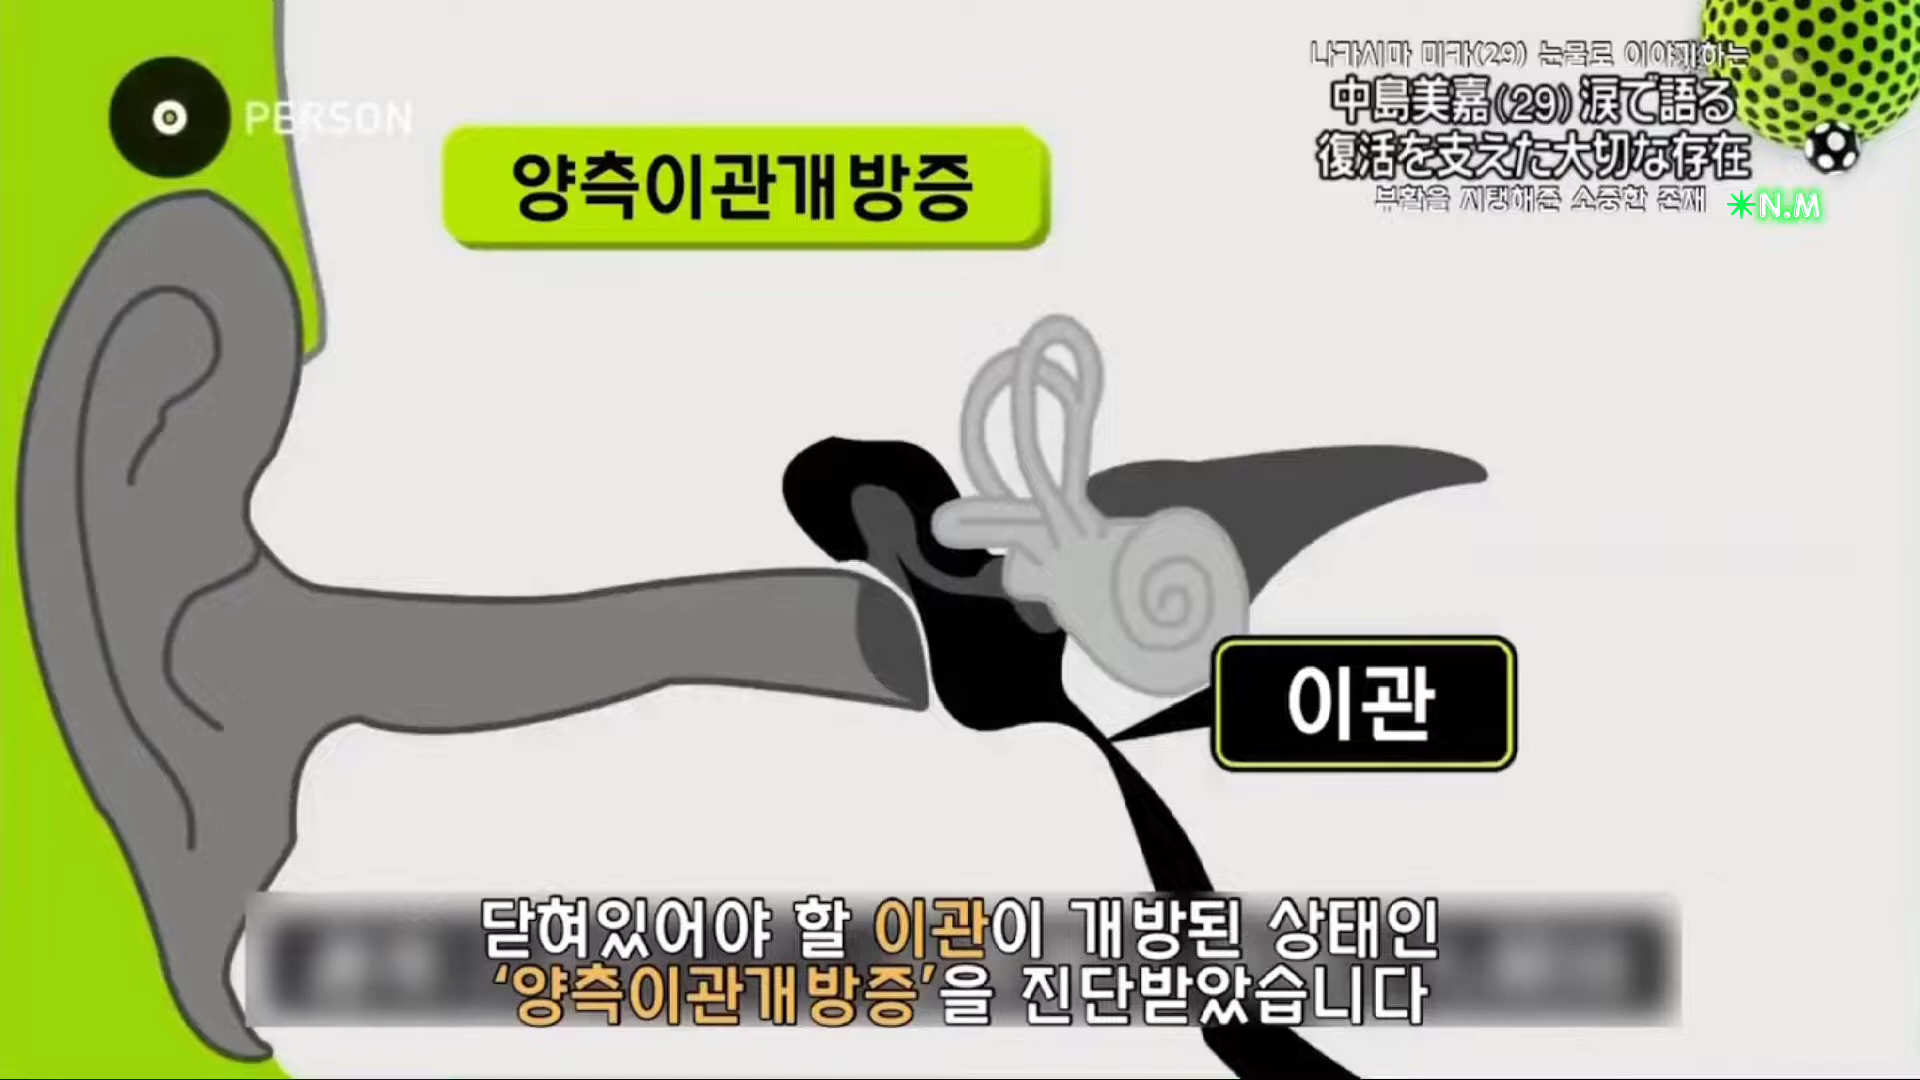 PERSON
양측이관개방증
나카시마 미카(29) 눈물로 이야기하는
中島美嘉(29)涙で語る
復活を支えた大切な存在
부활을 지탱해준 소중한 존재
*N.M
이관
닫혀있어야 할 이관이 개방된 상태인
‘양측이관개방증’을 진단받았습니다